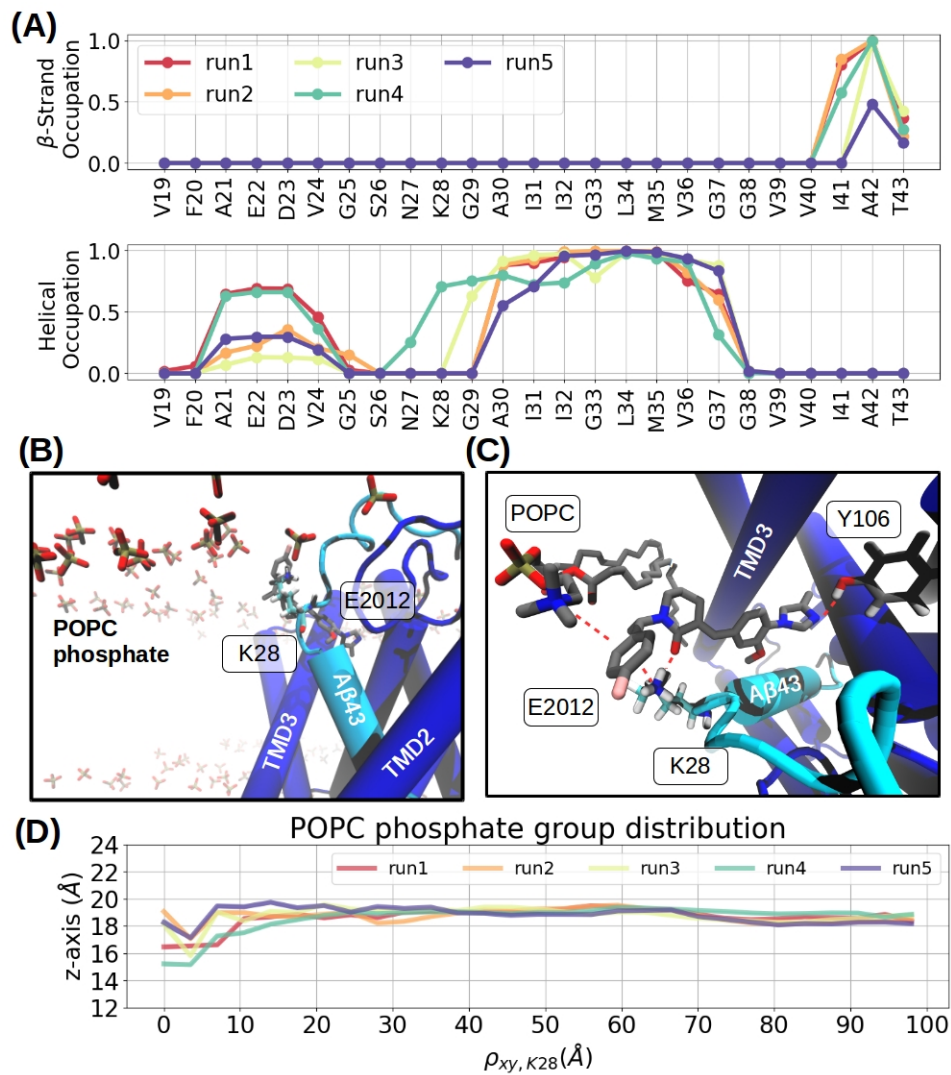 (A)
β-Strand
Occupation
1.0
0.5
0.0
run1
run3
run5
run2
run4
V19
F20
A21
E22
D23
V24
G25
S26
N27
K28
G29
A30
I31
I32
G33
L34
M35
V36
G37
G38
V39
V40
I41
A42
T43
Helical
Occupation
1.0
0.5
0.0
V19
F20
A21
E22
D23
V24
G25
S26
N27
K28
G29
A30
I31
I32
G33
L34
M35
V36
G37
G38
V39
V40
I41
A42
T43
(B)
POPC
phosphate
E2012
K28
Aβ43
TMD3
TMD2
(C)
POPC
Y106
TMD3
E2012
Aβ43
K28
(D)
POPC phosphate group distribution
z-axis (Å)
24
22
20
18
16
14
12
run1
run2
run3
run4
run5
0
10
20
30
40
50
60
70
80
90
100
ρxy, K28(Å)